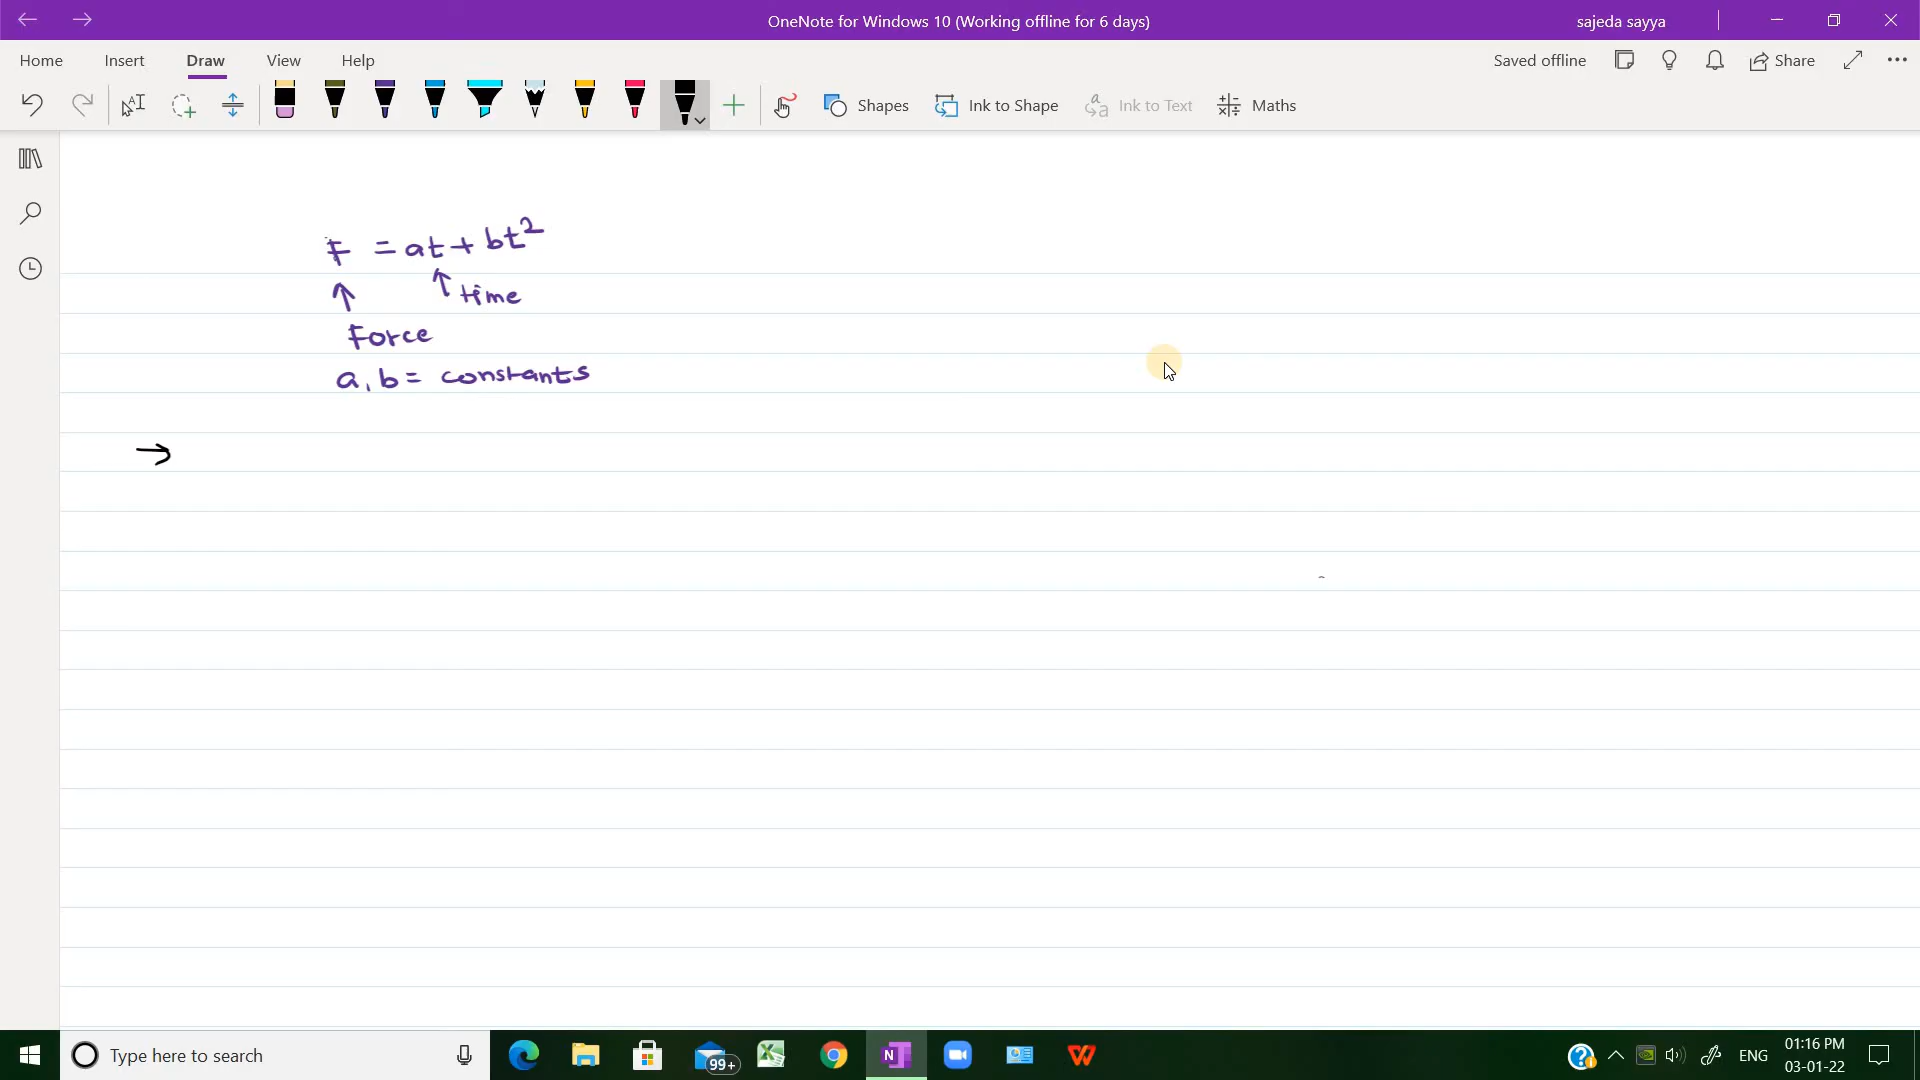 OneNote for Windows 10 (Working offline for 6 days)
sajeda sayya
Home Insert Draw View Help
Saved offline
Share
Shapes
Ink to Shape
Ink to Text
Maths
F = at + bt²
time
Force
a, b = constants
Type here to search
99+
ENG
01:16 PM
03-01-22